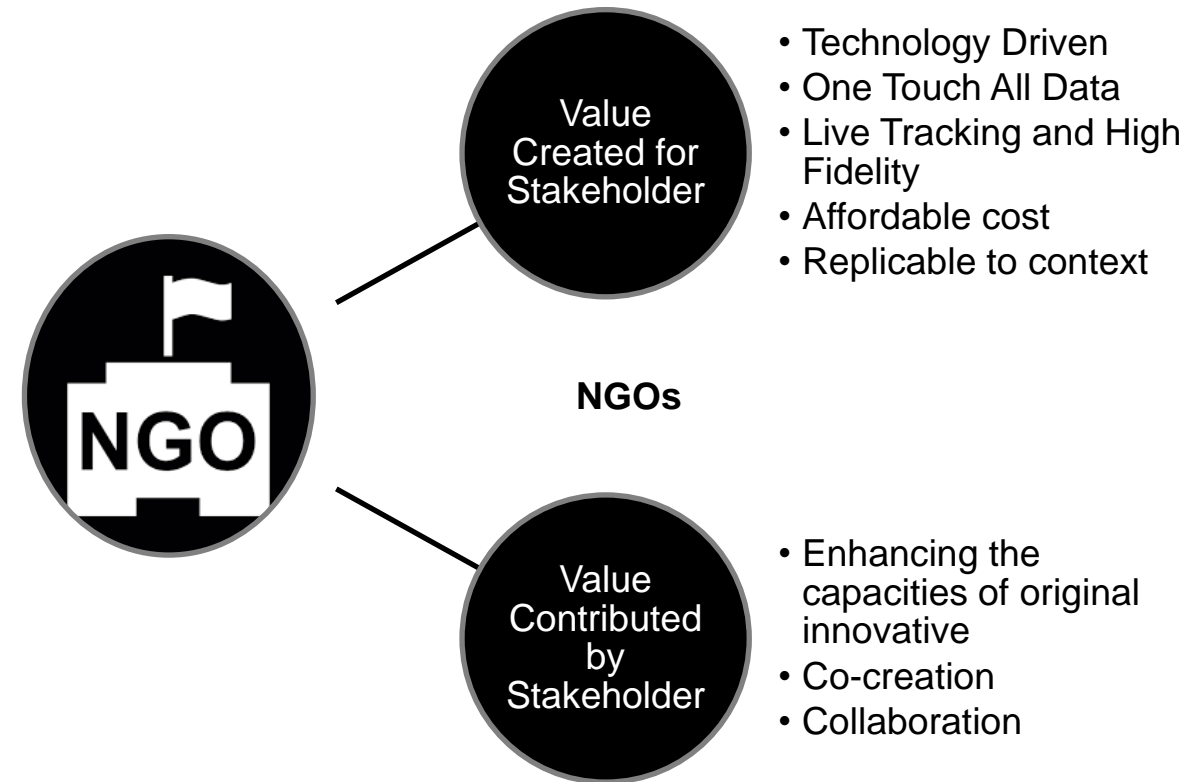 NGO
Value
Created for
Stakeholder
• Technology Driven
• One Touch All Data
• Live Tracking and High
Fidelity
• Affordable cost
• Replicable to context
NGOs
Value
Contributed
by
Stakeholder
• Enhancing the
capacities of original
innovative
• Co-creation
• Collaboration